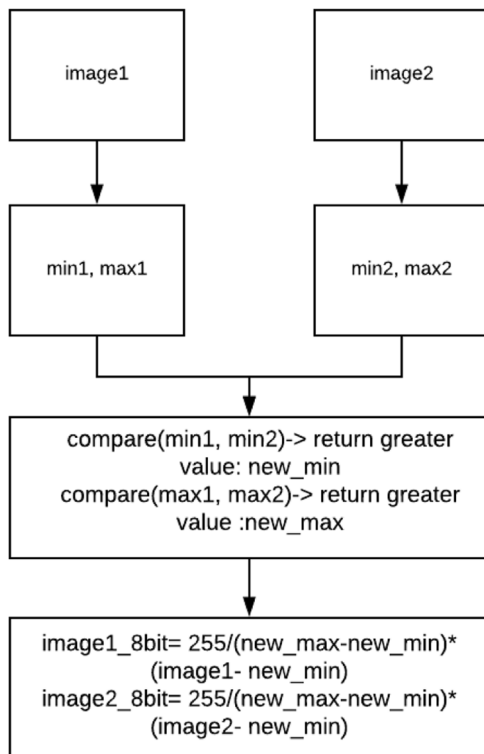 image1
image2
min1, max1
min2, max2
compare(min1, min2)-> return greater
value: new_min
compare(max1, max2)-> return greater
value :new_max
image1_8bit= 255/(new_max-new_min)*
(image1- new_min)
image2_8bit= 255/(new_max-new_min)*
(image2- new_min)